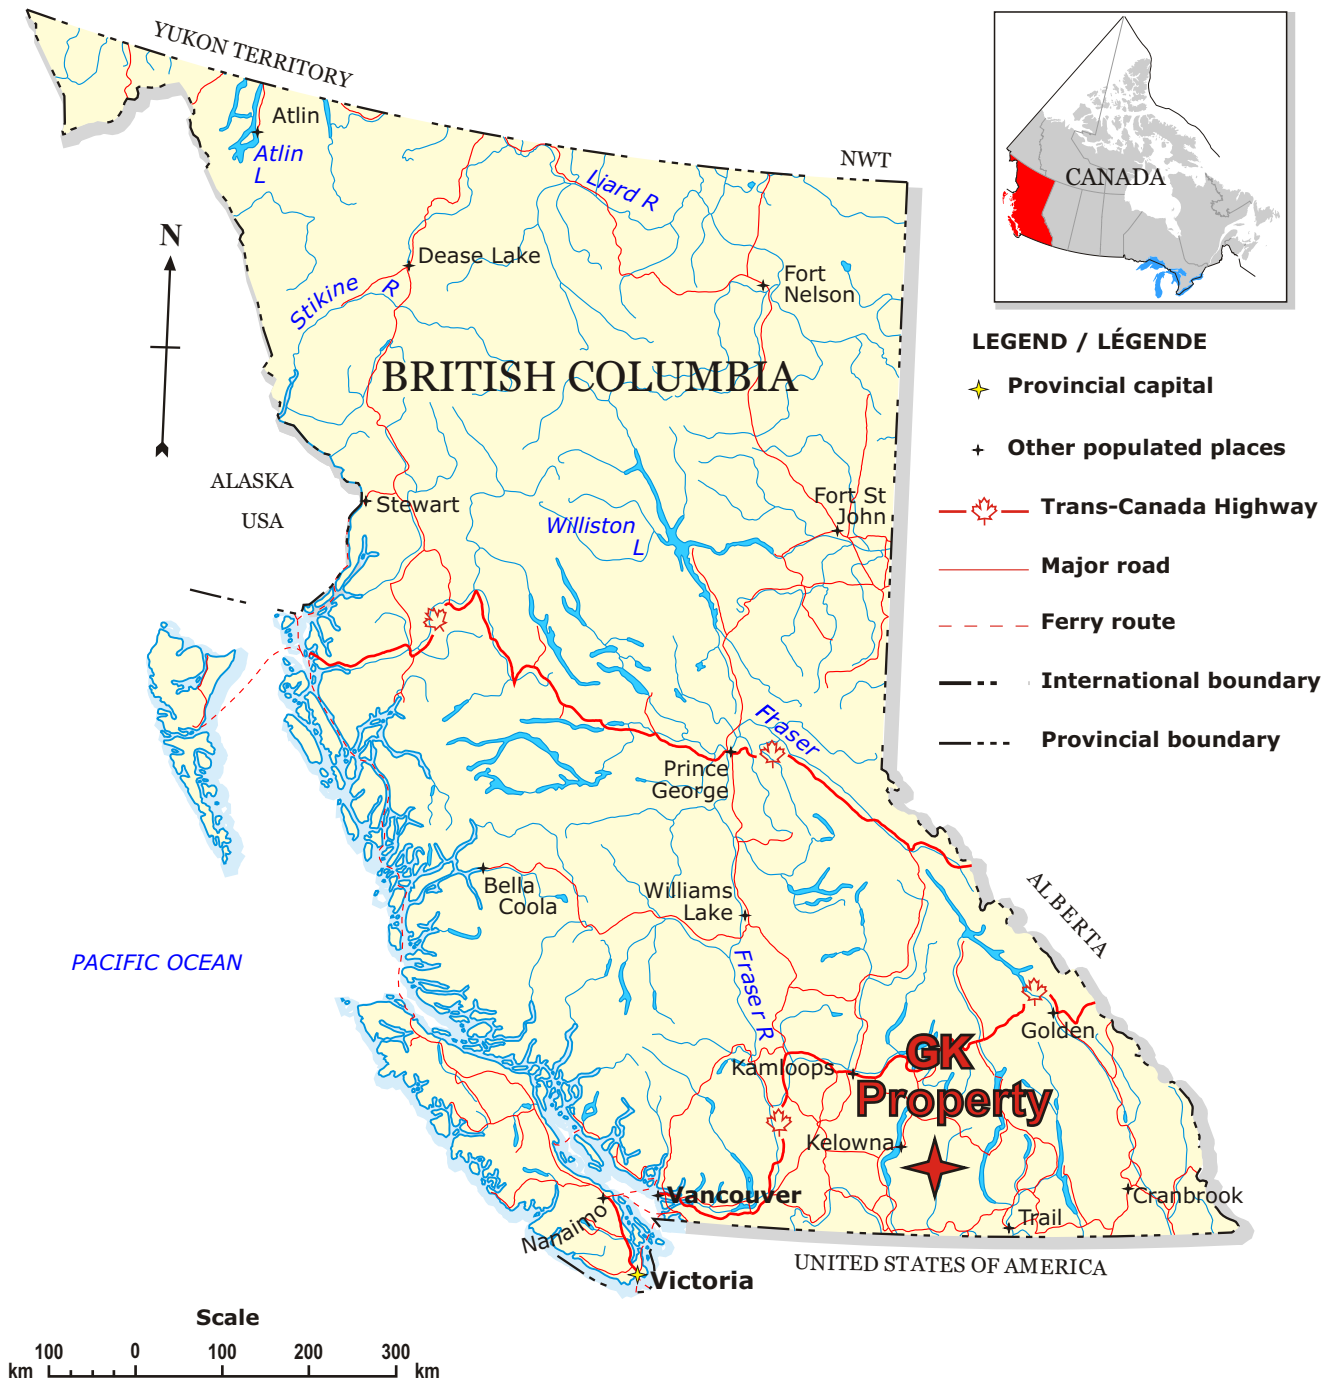 YUKON TERRITORY
Atlin
Atlin
L
NWT
Liard R
CANADA
N
Dease Lake
Stikine
R
Fort
Nelson
LEGEND / LÉGENDE
Provincial capital
Other populated places
Trans-Canada Highway
Major road
Ferry route
International boundary
Provincial boundary
BRITISH COLUMBIA
ALASKA
USA
Stewart
Fort St
John
Williston
L
Fraser
Prince
George
Bella
Coola
Williams
Lake
ALBERTA
PACIFIC OCEAN
Fraser R
Golden
GK
Property
Kamloops
Kelowna
Vancouver
Cranbrook
Nanaimo
Trail
UNITED STATES OF AMERICA
Victoria
Scale
100 0 100 200 300
km km